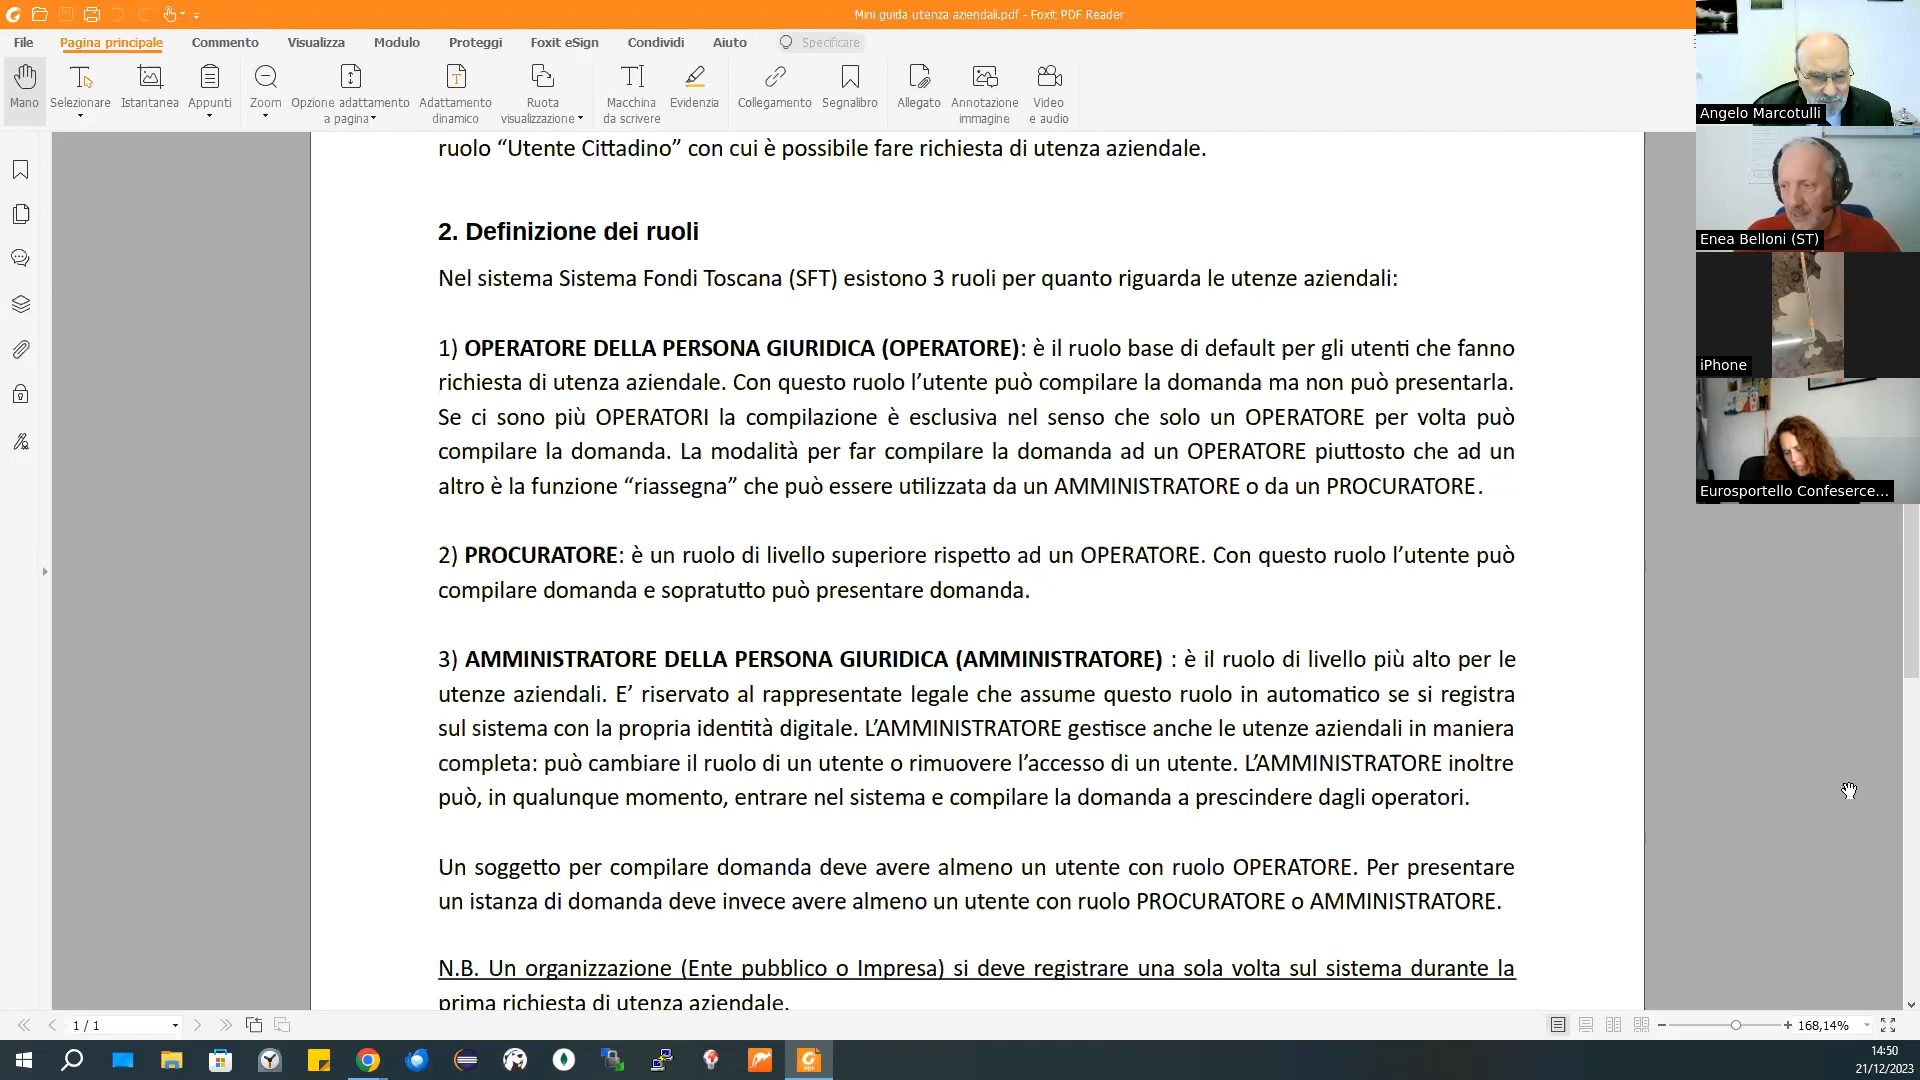 Mini guida utenza aziendali.pdf - Foxit PDF Reader
File Pagina principale Commento Visualizza Modulo Proteggi Foxit eSign Condividi Aiuto Specificare
Mano Selezionare Istantanea Appunti Zoom Opzione adattamento a pagina Adattamento dinamico Ruota visualizzazione Macchina da scrivere Evidenzia Collegamento Segnalibro Allegato Annotazione immagine Video e audio
ruolo “Utente Cittadino” con cui è possibile fare richiesta di utenza aziendale.
2. Definizione dei ruoli
Nel sistema Sistema Fondi Toscana (SFT) esistono 3 ruoli per quanto riguarda le utenze aziendali:
1) OPERATORE DELLA PERSONA GIURIDICA (OPERATORE): è il ruolo base di default per gli utenti che fanno
richiesta di utenza aziendale. Con questo ruolo l’utente può compilare la domanda ma non può presentarla.
Se ci sono più OPERATORI la compilazione è esclusiva nel senso che solo un OPERATORE per volta può
compilare la domanda. La modalità per far compilare la domanda ad un OPERATORE piuttosto che ad un
altro è la funzione “riassegna” che può essere utilizzata da un AMMINISTRATORE o da un PROCURATORE.
2) PROCURATORE: è un ruolo di livello superiore rispetto ad un OPERATORE. Con questo ruolo l’utente può
compilare domanda e sopratutto può presentare domanda.
3) AMMINISTRATORE DELLA PERSONA GIURIDICA (AMMINISTRATORE) : è il ruolo di livello più alto per le
utenze aziendali. E’ riservato al rappresentate legale che assume questo ruolo in automatico se si registra
sul sistema con la propria identità digitale. L’AMMINISTRATORE gestisce anche le utenze aziendali in maniera
completa: può cambiare il ruolo di un utente o rimuovere l’accesso di un utente. L’AMMINISTRATORE inoltre
può, in qualunque momento, entrare nel sistema e compilare la domanda a prescindere dagli operatori.
Un soggetto per compilare domanda deve avere almeno un utente con ruolo OPERATORE. Per presentare
un istanza di domanda deve invece avere almeno un utente con ruolo PROCURATORE o AMMINISTRATORE.
N.B. Un organizzazione (Ente pubblico o Impresa) si deve registrare una sola volta sul sistema durante la
prima richiesta di utenza aziendale.
Angelo Marcotulli
Enea Belloni (ST)
iPhone
Eurosportello Confeserce...
1 / 1
168,14%
14:50
21/12/2023